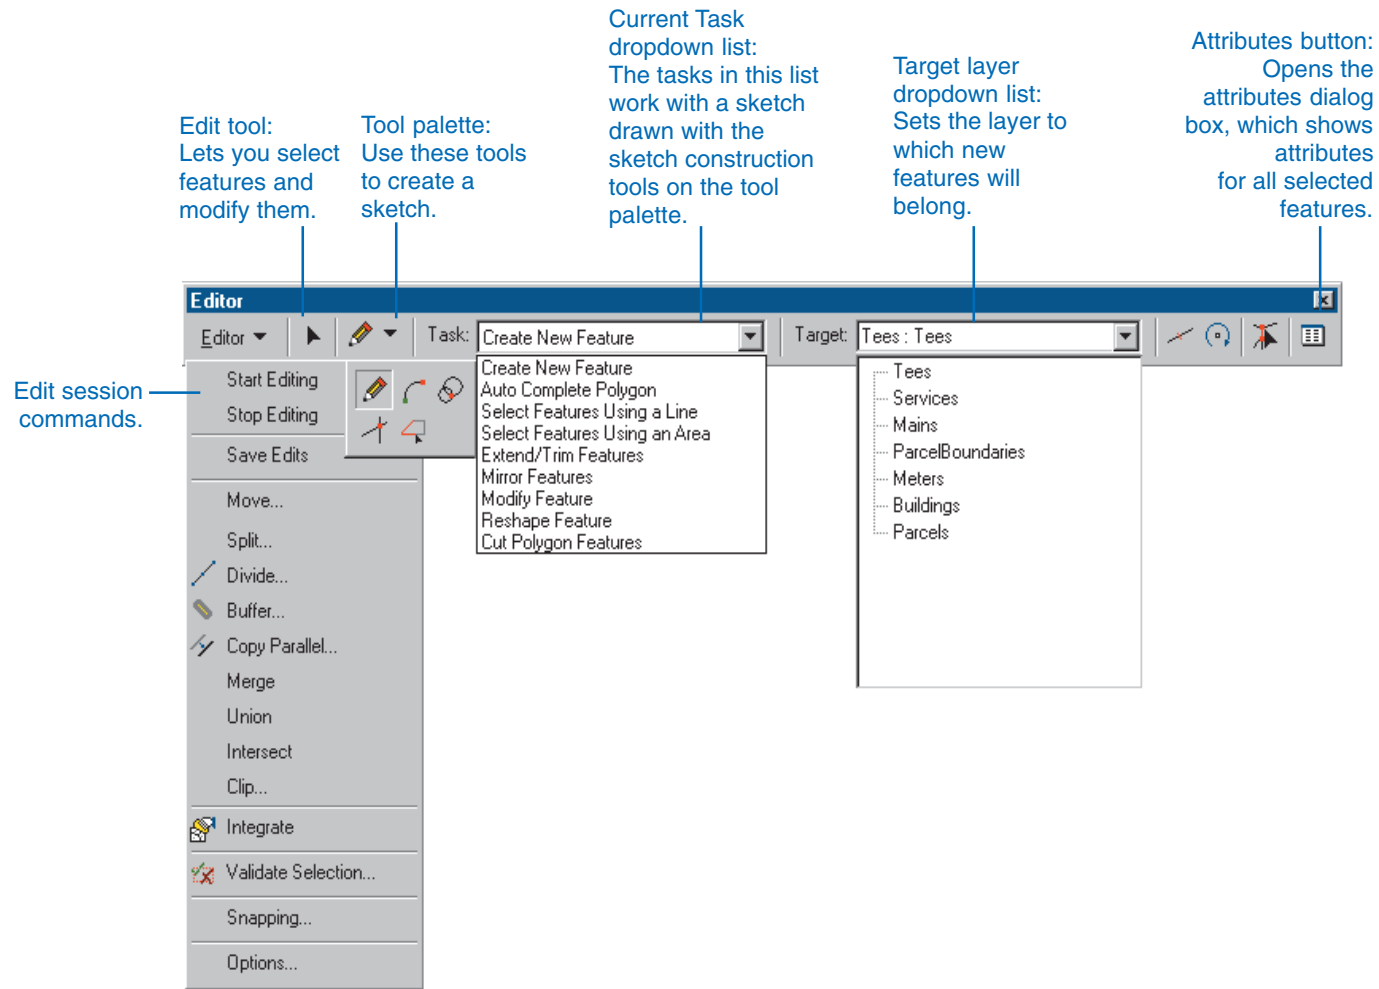 Current Task
dropdown list:
The tasks in this list
work with a sketch
drawn with the
sketch construction
tools on the tool
palette.
Attributes button:
Opens the
attributes dialog
box, which shows
attributes
for all selected
features.
Target layer
dropdown list:
Sets the layer to
which new
features will
belong.
Edit tool:
Lets you select
features and
modify them.
Tool palette:
Use these tools
to create a
sketch.
Editor
Editor
Task:
Create New Feature
Target:
Tees : Tees
Edit session
commands.
Start Editing
Stop Editing
Save Edits
Move...
Split...
Divide...
Buffer...
Copy Parallel...
Merge
Union
Intersect
Clip...
Integrate
Validate Selection...
Snapping...
Options...
Create New Feature
Auto Complete Polygon
Select Features Using a Line
Select Features Using an Area
Extend/Trim Features
Mirror Features
Modify Feature
Reshape Feature
Cut Polygon Features
Tees
Services
Mains
ParcelBoundaries
Meters
Buildings
Parcels